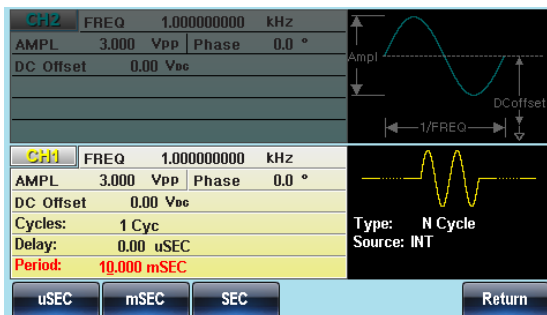 CH2 FREQ 1.000000000 kHz
AMPL 3.000 Vpp Phase 0.0 °
DC Offset 0.00 VDC
Ampl
DCoffset
1/FREQ
CH1 FREQ 1.000000000 kHz
AMPL 3.000 Vpp Phase 0.0 °
DC Offset 0.00 VDC
Cycles: 1 Cyc
Delay: 0.00 uSEC
Period: 10.000 mSEC
Type: N Cycle
Source: INT
uSEC mSEC SEC Return